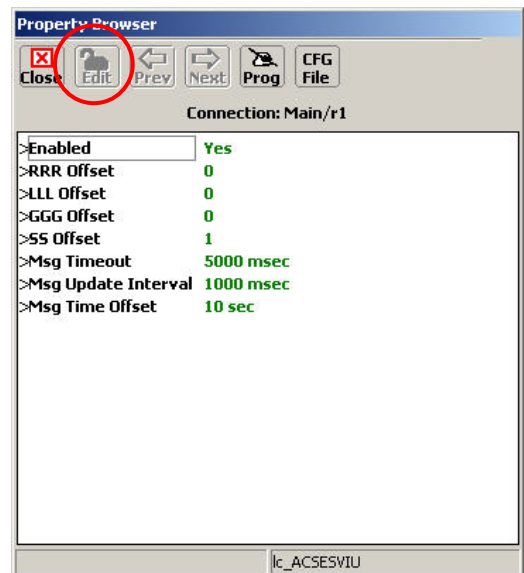 Property Browser
Close Edit Prev Next Prog CFG File
Connection: Main/r1
>Enabled Yes
>RRR Offset 0
>LLL Offset 0
>GGG Offset 0
>SS Offset 1
>Msg Timeout 5000 msec
>Msg Update Interval 1000 msec
>Msg Time Offset 10 sec
lc_ACSESVIU